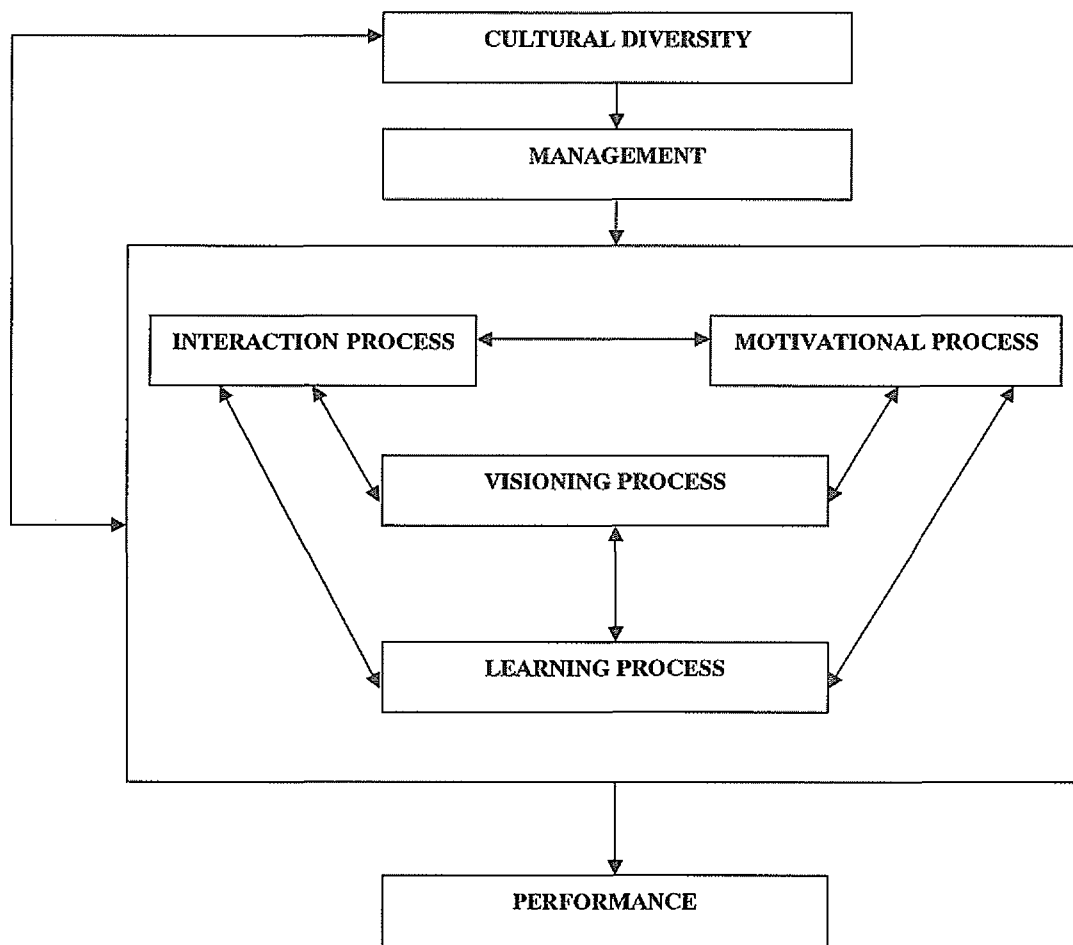 CULTURAL DIVERSITY
MANAGEMENT
INTERACTION PROCESS
MOTIVATIONAL PROCESS
VISIONING PROCESS
LEARNING PROCESS
PERFORMANCE